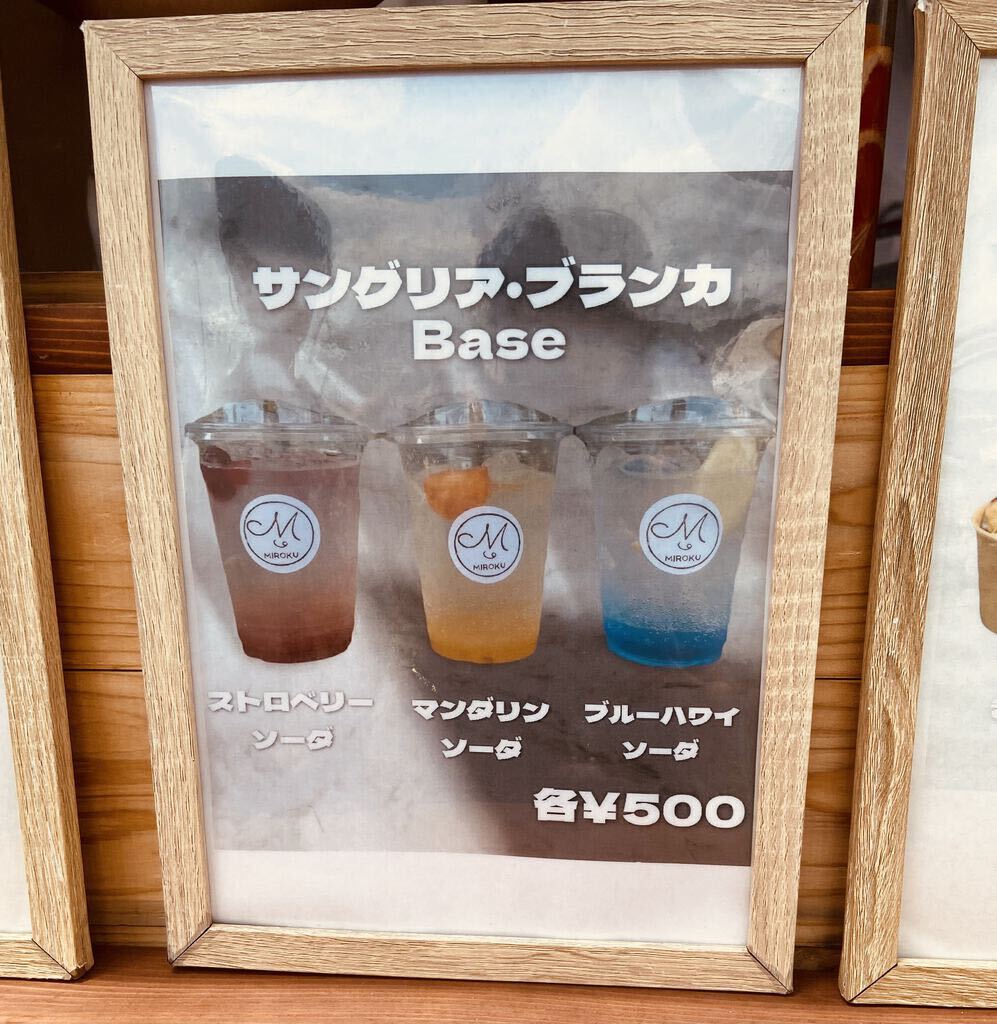 サングリア・ブランカ
Base
M
MIROKU
M
MIROKU
M
MIROKU
ストロベリー
ソーダ
マンダリン
ソーダ
ブルーハワイ
ソーダ
各¥500